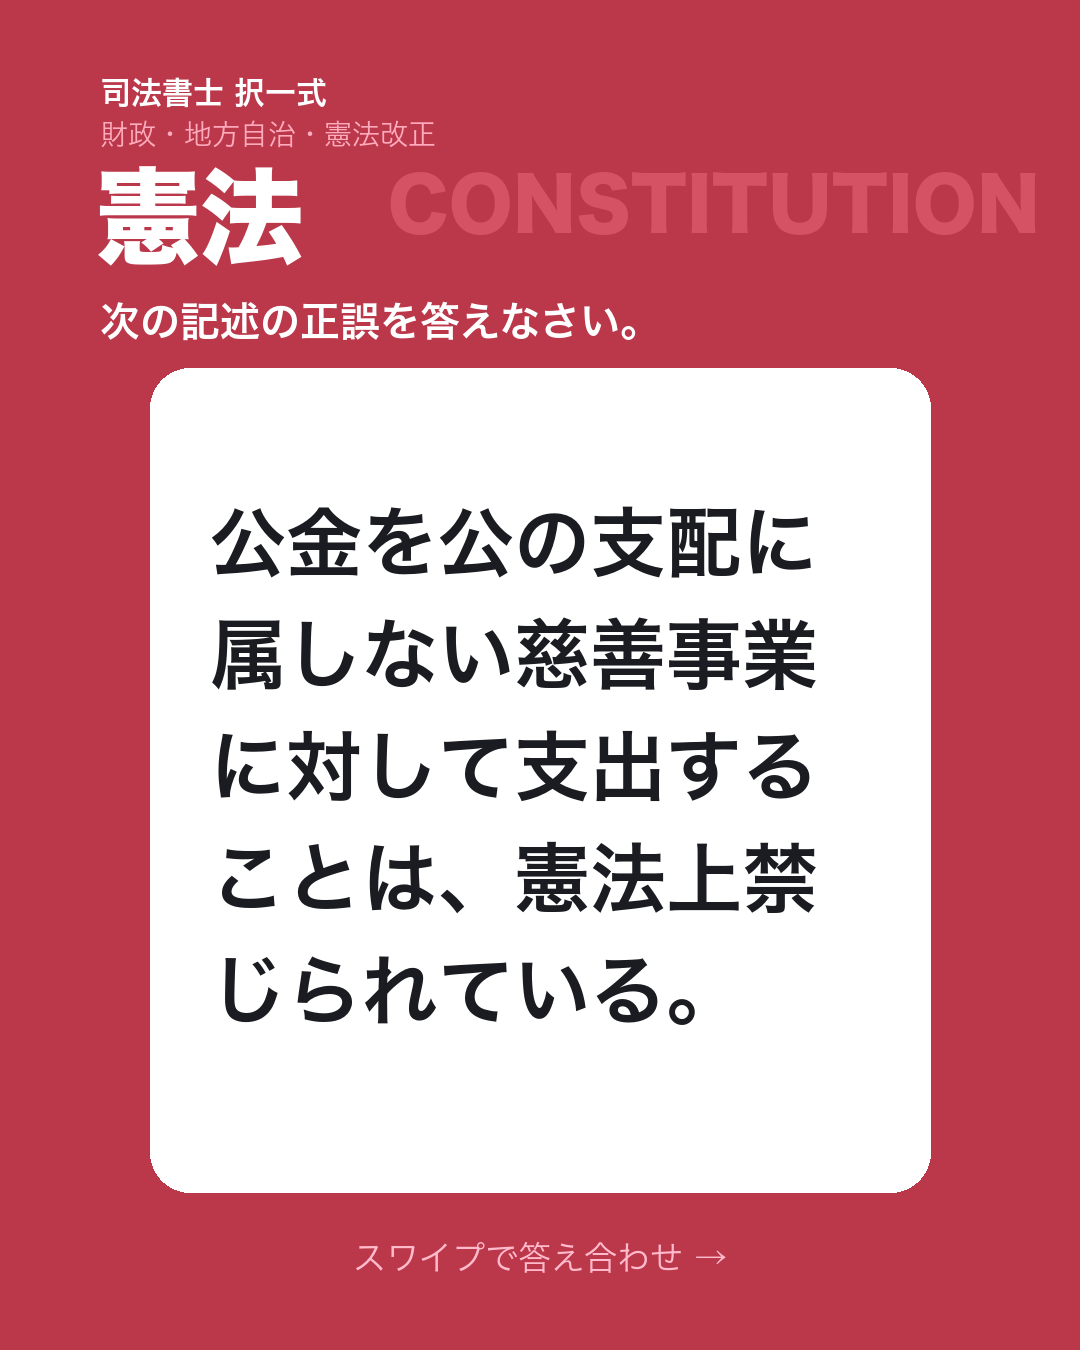 司法書士 択一式
財政・地方自治・憲法改正
憲法
CONSTITUTION
次の記述の正誤を答えなさい。
公金を公の支配に
属しない慈善事業
に対して支出する
ことは、憲法上禁
じられている。
スワイプで答え合わせ →